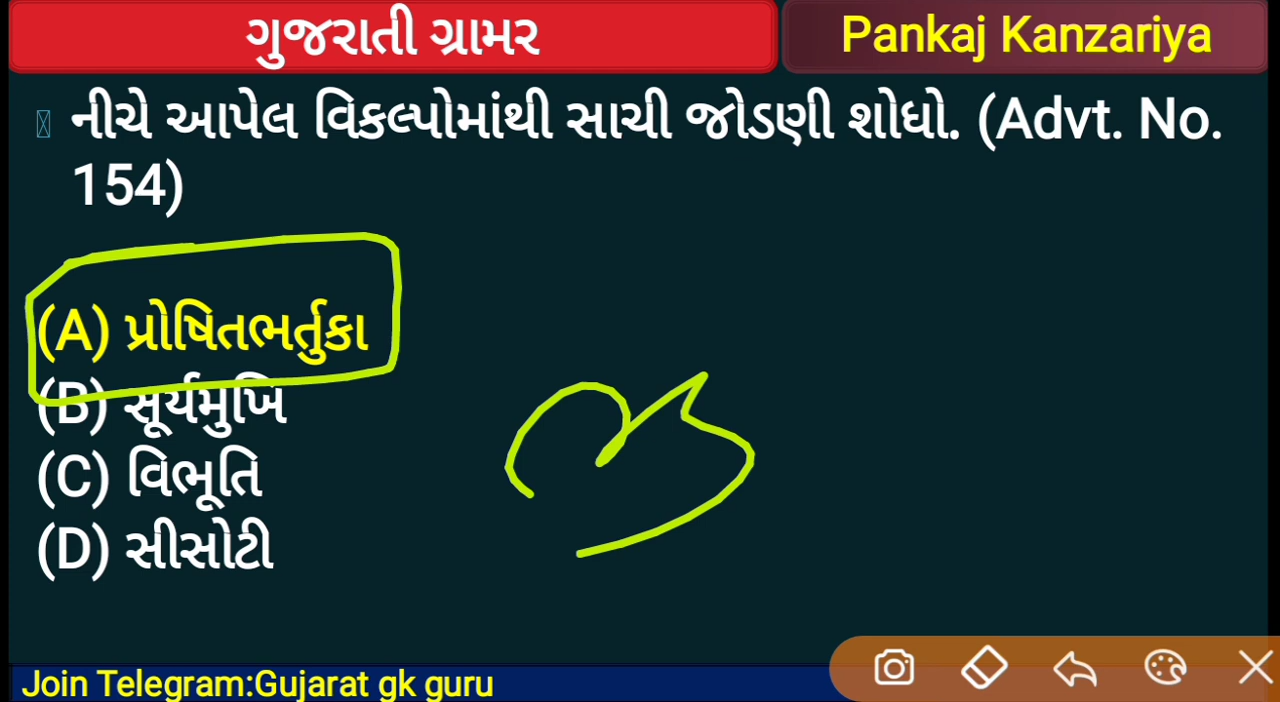 ગુજરાતી ગ્રામર
Pankaj Kanzariya
નીચે આપેલ વિકલ્પોમાંથી સાચી જોડણી શોધો. (Advt. No.
154)
(A) પ્રોષિતભર્તુકા
(B) સૂર્યમુખિ
(C) વિભૂતિ
(D) સીસોટી
Join Telegram:Gujarat gk guru